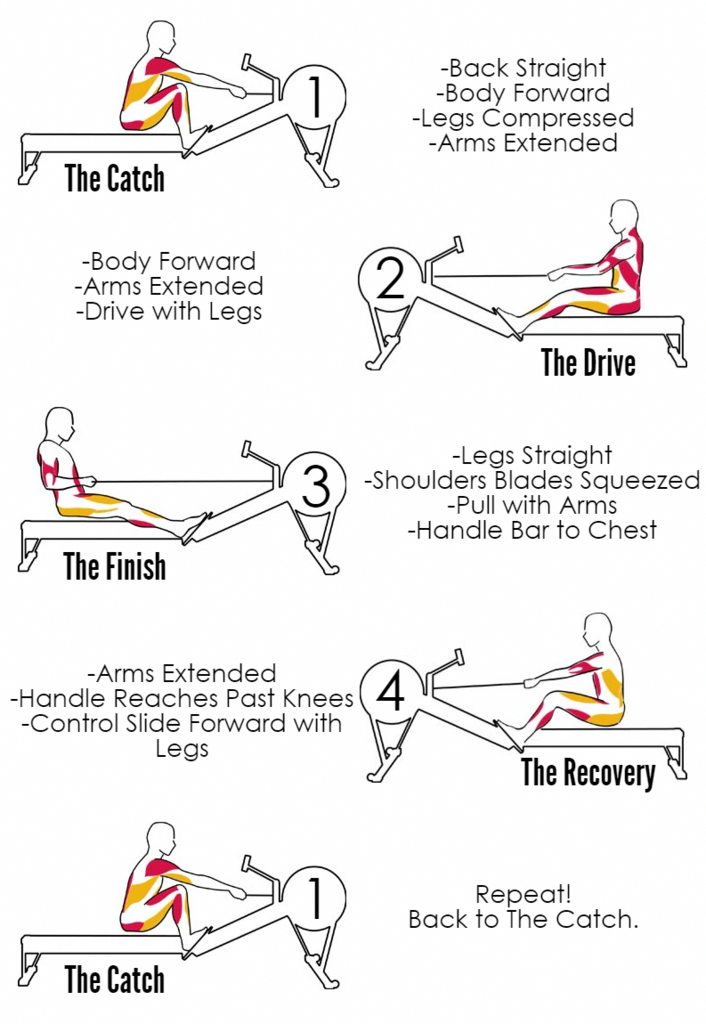 1
The Catch
-Back Straight
-Body Forward
-Legs Compressed
-Arms Extended
-Body Forward
-Arms Extended
-Drive with Legs
2
The Drive
3
The Finish
-Legs Straight
-Shoulders Blades Squeezed
-Pull with Arms
-Handle Bar to Chest
-Arms Extended
-Handle Reaches Past Knees
-Control Slide Forward with
Legs
4
The Recovery
1
The Catch
Repeat!
Back to The Catch.